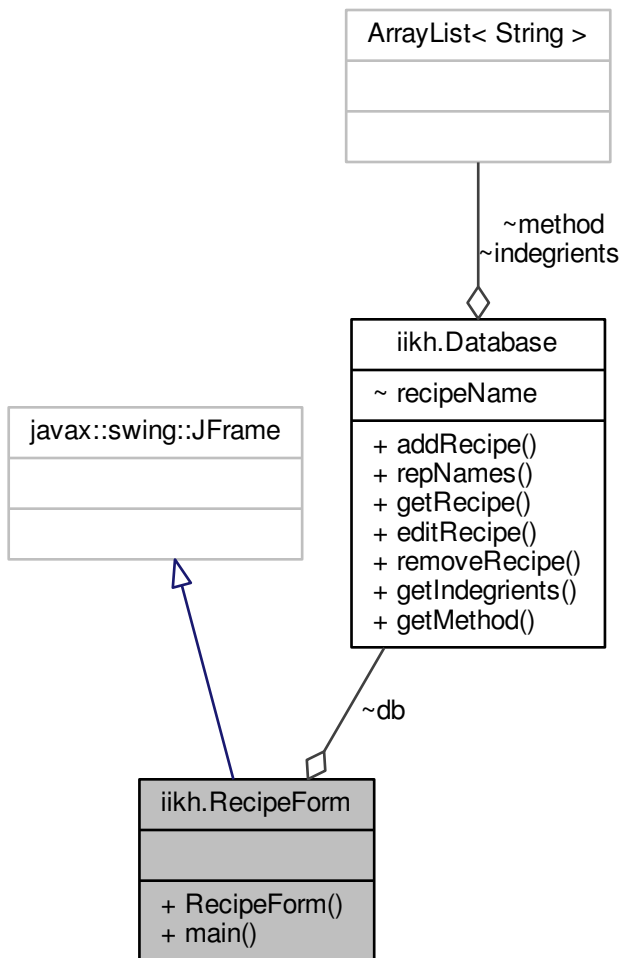 ArrayList< String >
~method
~indegrients
iikh.Database
~ recipeName
+ addRecipe()
+ repNames()
+ getRecipe()
+ editRecipe()
+ removeRecipe()
+ getIndegrients()
+ getMethod()
javax::swing::JFrame
~db
iikh.RecipeForm
+ RecipeForm()
+ main()